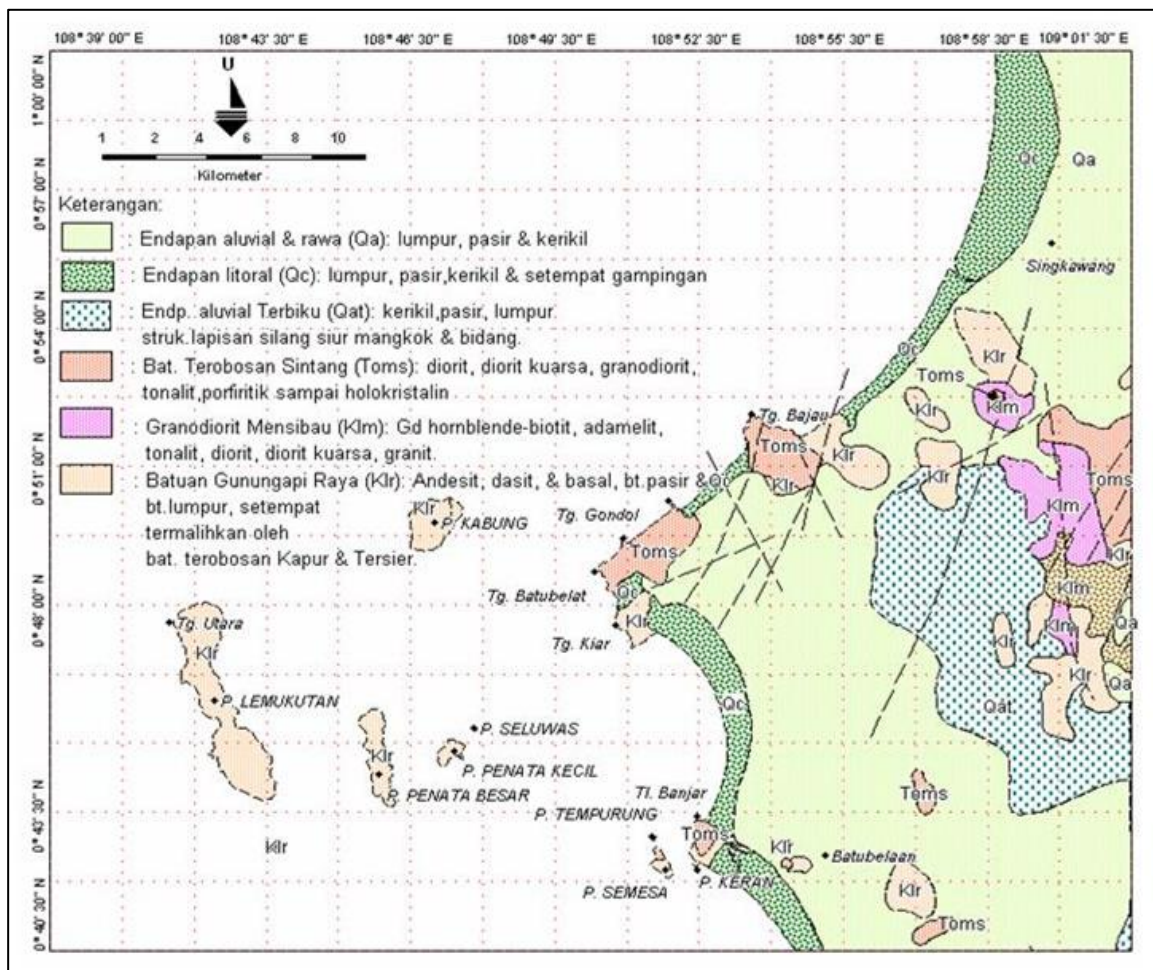 108° 39' 00" E
108° 43' 30" E
108° 46' 30" E
108° 49' 30" E
108° 52' 30" E
108° 55' 30" E
108° 58' 30" E
109° 01' 30" E
U
1 2 4 6 8 10
Kilometer
1° 00' 00" N
0° 57' 00" N
0° 54' 00" N
0° 51' 00" N
0° 48' 00" N
0° 43' 30" N
0° 40' 30" N
Keterangan:
: Endapan aluvial & rawa (Qa): lumpur, pasir & kerikil
: Endapan litoral (Qc): lumpur, pasir,kerikil & setempat gampingan
: Endp. aluvial Terbiku (Qat): kerikil,pasir, lumpur.
struk.lapisan silang siur mangkok & bidang.
: Bat. Terobosan Sintang (Toms): diorit, diorit kuarsa, granodiorit,
tonalit,porfiritik sampai holokristalin
: Granodiorit Mensibau (Klm): Gd hornblende-biotit, adamelit,
tonalit, diorit, diorit kuarsa, granit.
: Batuan Gunungapi Raya (Klr): Andesit; dasit, & basal, bt.pasir &
bt.lumpur, setempat
termalihkan oleh
bat. terobosan Kapur & Tersier.
Qc
Qa
Singkawang
Qc
Klr
Toms
Klm
Klr
Tg. Bajau
Toms
Klr
Klr
Klr
Toms
Qc
Klm
Klr
P. KABUNG
Tg. Gondol
Toms
Klr
Tg. Batubelat
Qc
Klm
Tg. Utara
Klr
Tg. Kiar
Klr
Klr
Klm
Qa
Klr
Qa
P. LEMUKUTAN
Qc
Qat
P. SELUWAS
Klr
P. PENATA KECIL
P. PENATA BESAR
Tl. Banjar
Toms
P. TEMPURUNG
Toms
Klr
Klr
Batubelaan
P. SEMESA
P. KERAN
Klr
Toms